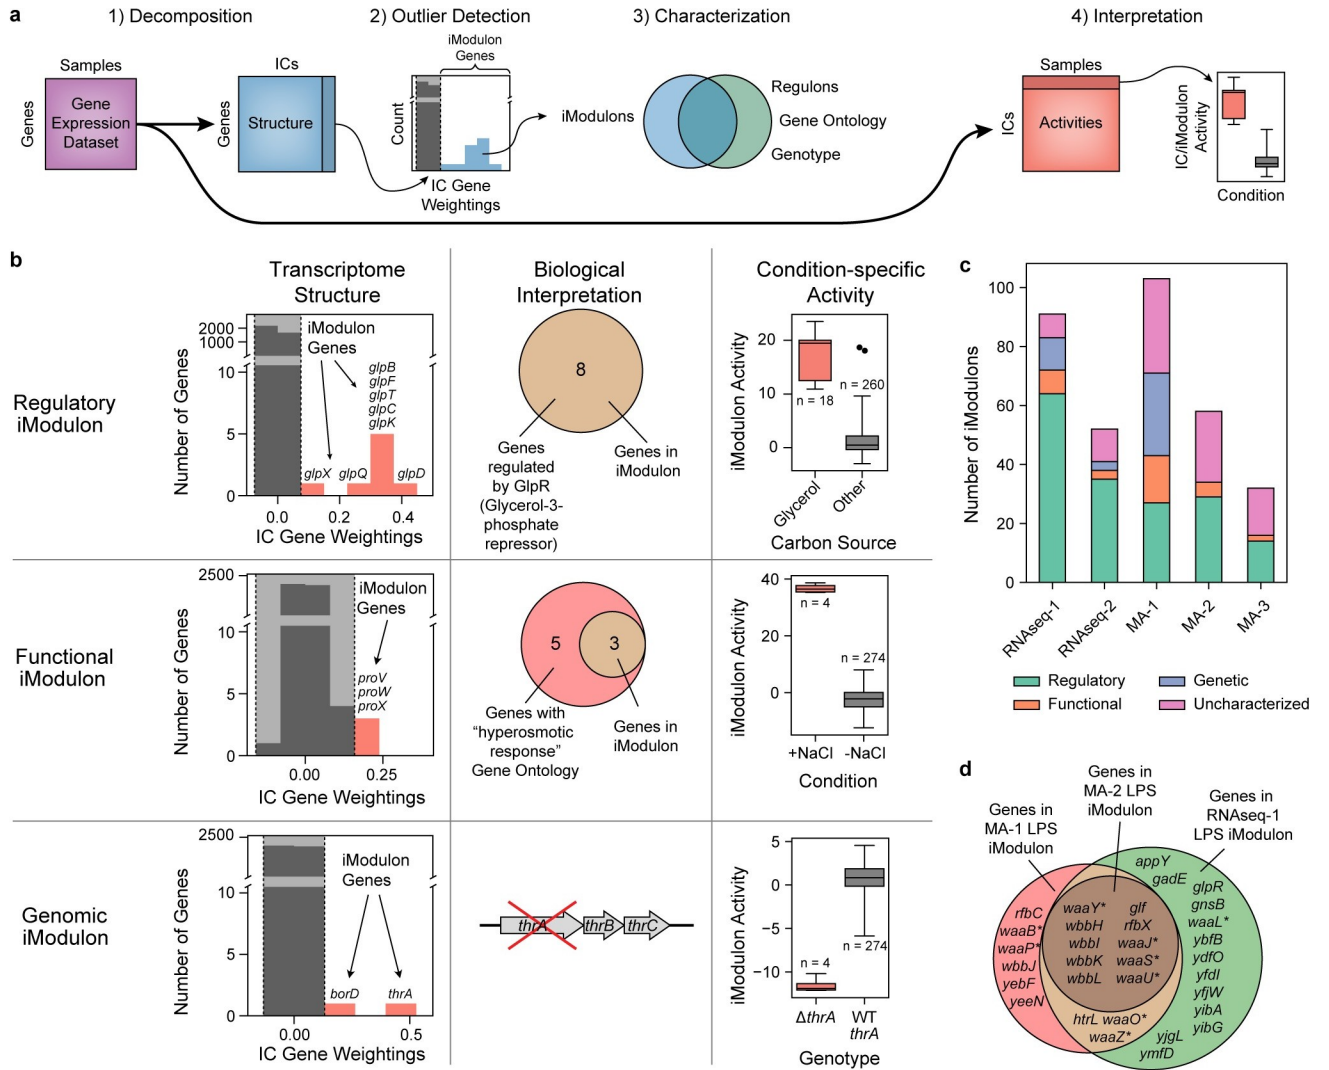 a
1) Decomposition
2) Outlier Detection
3) Characterization
4) Interpretation
Samples
Genes
Gene
Expression
Dataset
ICs
Genes
Structure
iModulon
Genes
Count
IC Gene
Weightings
iModulons
Regulons
Gene Ontology
Genotype
Samples
ICs
Activities
IC/iModulon
Activity
Condition
b
Transcriptome
Structure
Biological
Interpretation
Condition-specific
Activity
Regulatory
iModulon
Number of Genes
2000
1000
10
5
0
iModulon
Genes
glpB
glpF
glpT
glpC
glpK
glpX
glpQ
glpD
0.0
0.2
0.4
IC Gene Weightings
8
Genes
regulated
by GlpR
(Glycerol-3-
phosphate
repressor)
Genes in
iModulon
iModulon Activity
20
10
0
n = 18
n = 260
Glycerol
Other
Carbon Source
Functional
iModulon
Number of Genes
2500
10
5
0
iModulon
Genes
proV
proW
proX
0.00
0.25
IC Gene Weightings
5
3
Genes with
“hyperosmotic
response”
Gene Ontology
Genes in
iModulon
iModulon Activity
40
20
0
n = 4
n = 274
+NaCl
-NaCl
Condition
Genomic
iModulon
Number of Genes
2500
10
5
0
iModulon
Genes
borD
thrA
0.00
0.5
IC Gene Weightings
thrA
thrB
thrC
iModulon Activity
5
0
−5
−10
n = 4
n = 274
ΔthrA
WT
thrA
Genotype
c
Number of iModulons
100
80
60
40
20
0
RNAseq-1
RNAseq-2
MA-1
MA-2
MA-3
Regulatory
Functional
Genetic
Uncharacterized
d
Genes in
MA-1 LPS
iModulon
Genes in
MA-2 LPS
iModulon
Genes in
RNAseq-1
LPS iModulon
rfbC
waaB*
waaP*
wbbJ
yebF
yeeN
waaY*
wbbH
wbbI
wbbK
wbbL
glf
rfbX
waaJ*
waaS*
waaU*
htrL waaO*
waaZ*
appY
gadE
glpR
gnsB
waaL*
ybfB
ydfO
yfdI
yfjW
yibA
yibG
yjgL
ymfD